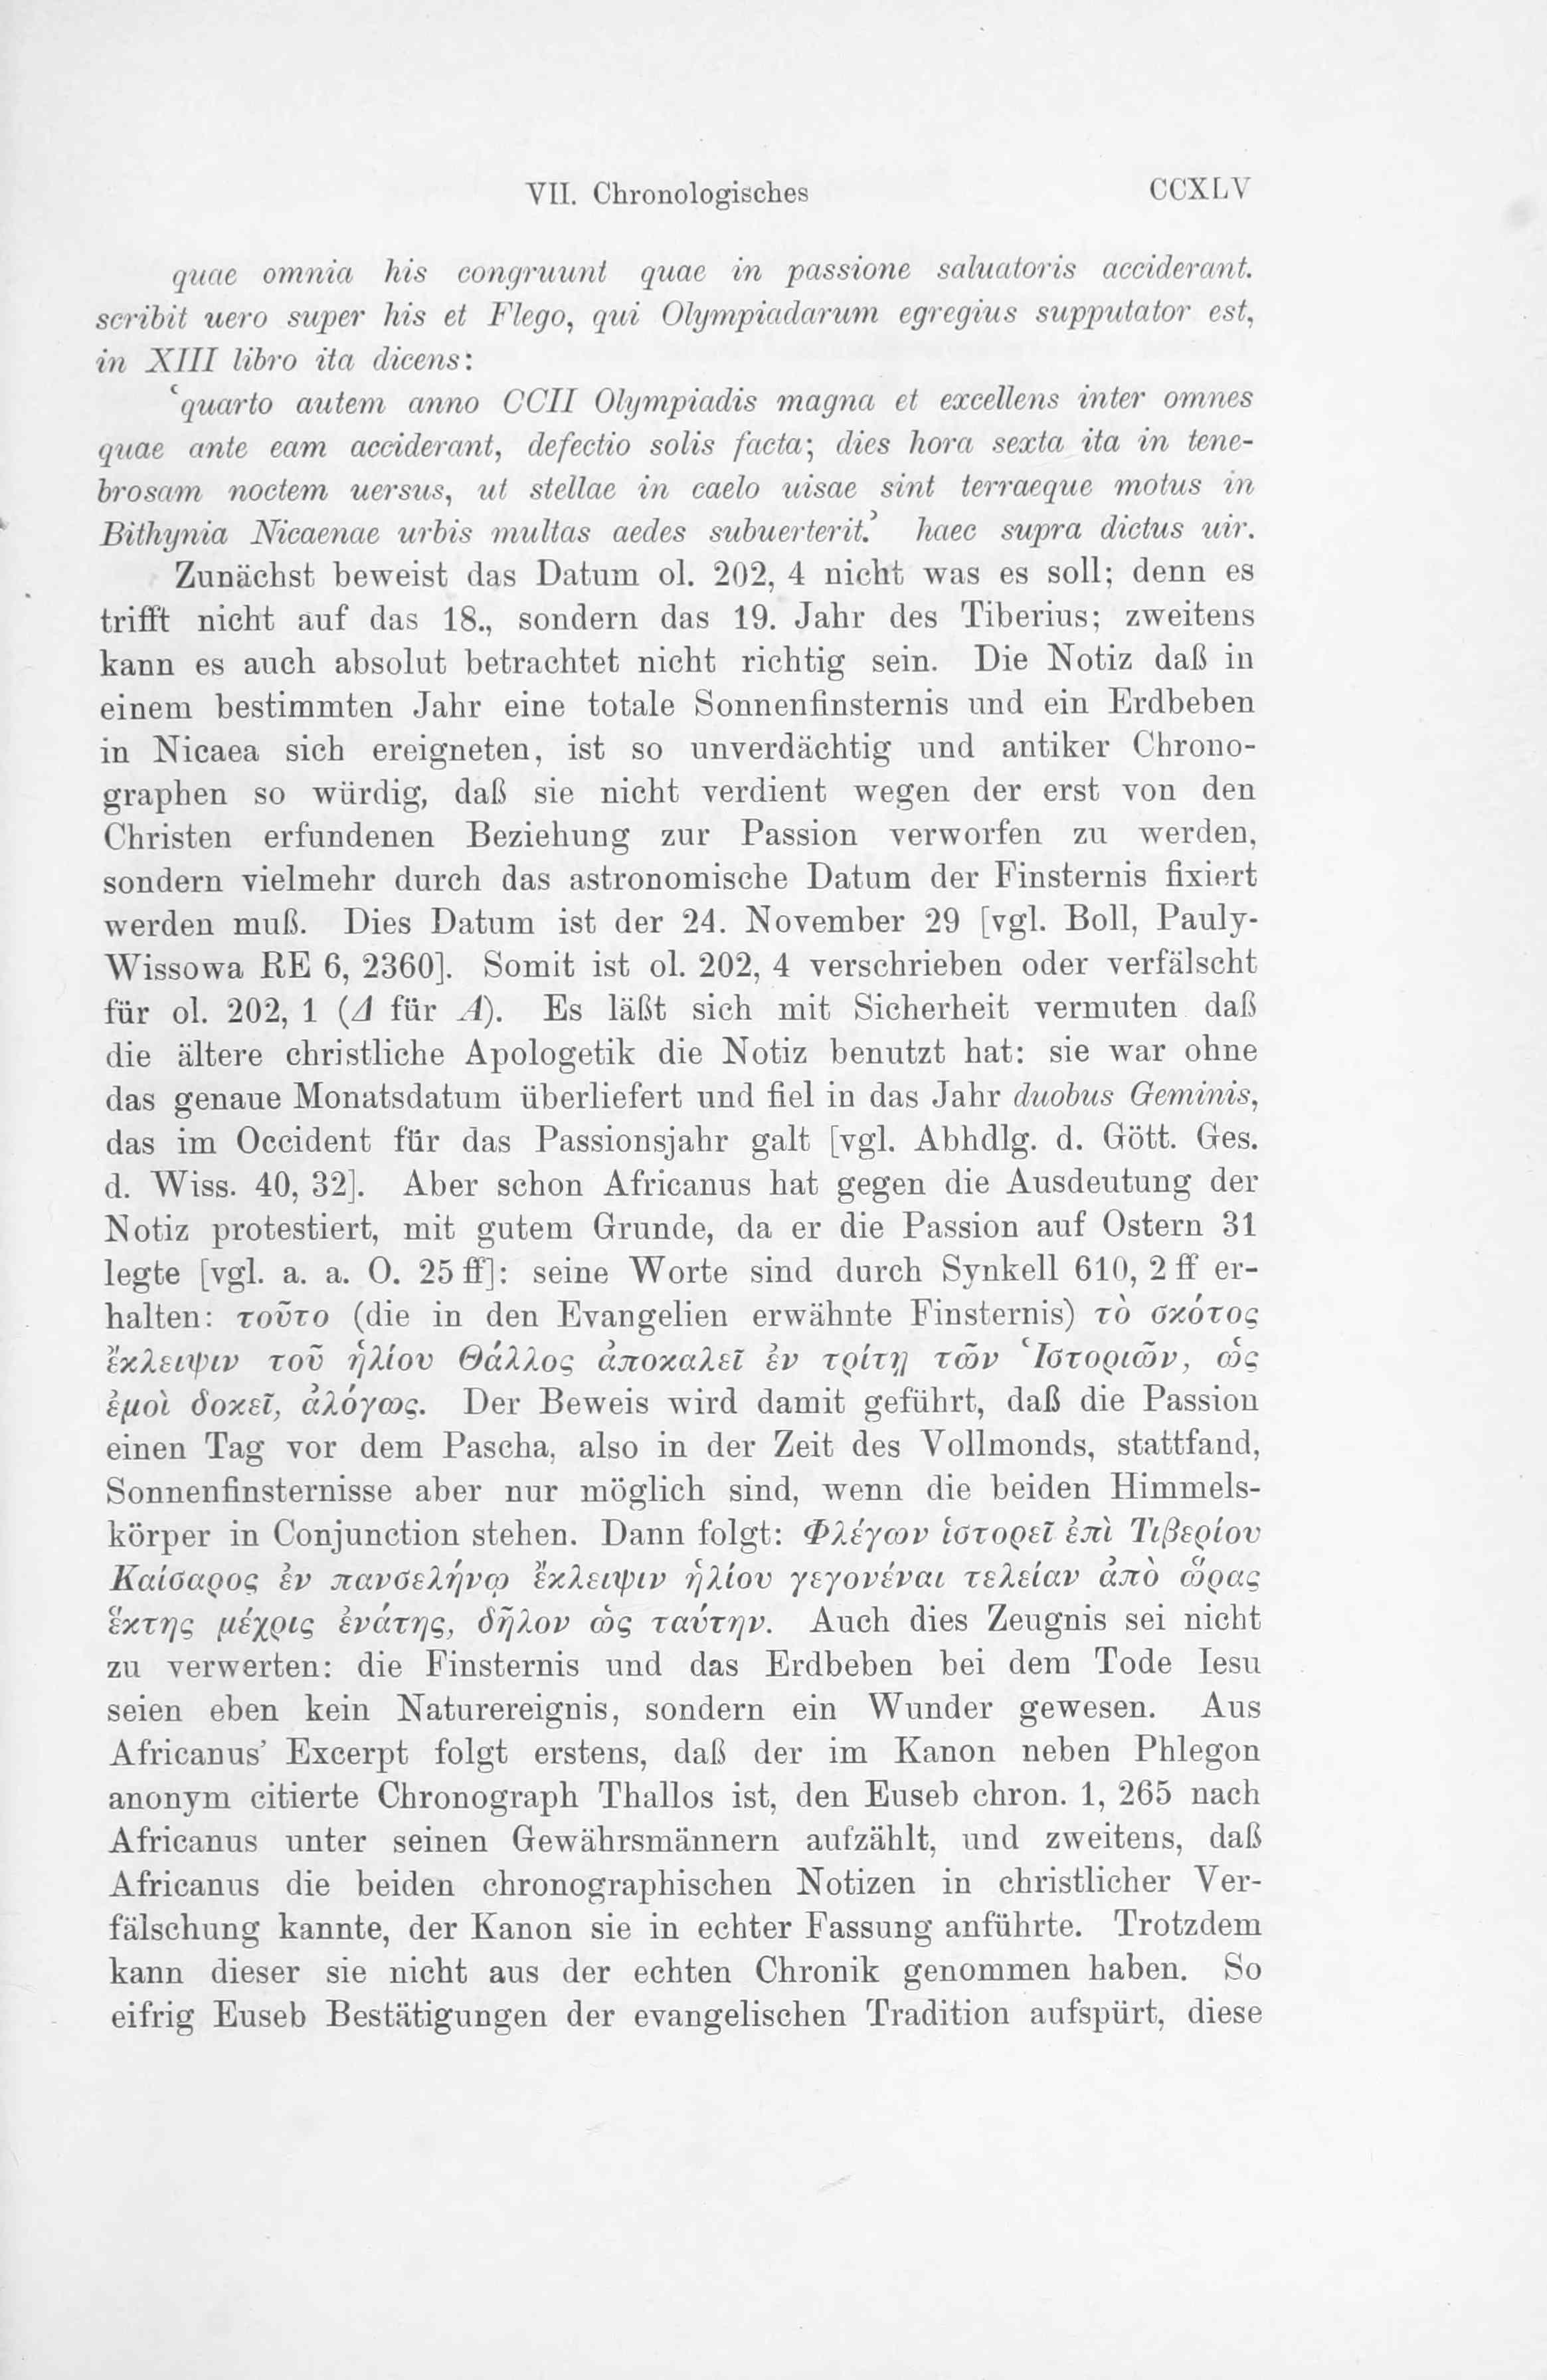 VII. Chronologisches CCXLV
quae omnia his congruunt quae in passione saluatoris acciderant.
scribit uero super his et Flego, qui Olympiadarum egregius supputator est,
in XIII libro ita dicens:
‘quarto autem anno CCII Olympiadis magna et excellens inter omnes
quae ante eam acciderant, defectio solis facta; dies hora sexta ita in tene-
brosam noctem uersus, ut stellae in caelo uisae sint terraeque motus in
Bithynia Nicaenae urbis multas aedes subuerterit.’ haec supra dictus uir.
Zunächst beweist das Datum ol. 202, 4 nicht was es soll; denn es
trifft nicht auf das 18., sondern das 19. Jahr des Tiberius; zweitens
kann es auch absolut betrachtet nicht richtig sein. Die Notiz daß in
einem bestimmten Jahr eine totale Sonnenfinsternis und ein Erdbeben
in Nicaea sich ereigneten, ist so unverdächtig und antiker Chrono-
graphen so würdig, daß sie nicht verdient wegen der erst von den
Christen erfundenen Beziehung zur Passion verworfen zu werden,
sondern vielmehr durch das astronomische Datum der Finsternis fixiert
werden muß. Dies Datum ist der 24. November 29 [vgl. Boll, Pauly-
Wissowa RE 6, 2360]. Somit ist ol. 202, 4 verschrieben oder verfälscht
für ol. 202, 1 (Δ für Α). Es läßt sich mit Sicherheit vermuten daß
die ältere christliche Apologetik die Notiz benutzt hat: sie war ohne
das genaue Monatsdatum überliefert und fiel in das Jahr duobus Geminis,
das im Occident für das Passionsjahr galt [vgl. Abhdlg. d. Gött. Ges.
d. Wiss. 40, 32]. Aber schon Africanus hat gegen die Ausdeutung der
Notiz protestiert, mit gutem Grunde, da er die Passion auf Ostern 31
legte [vgl. a. a. O. 25 ff]: seine Worte sind durch Synkell 610, 2 ff er-
halten: τοῦτο (die in den Evangelien erwähnte Finsternis) τὸ σκότος
ἔκλειψιν τοῦ ἡλίου Θάλλος ἀποκαλεῖ ἐν τρίτῃ τῶν Ἱστοριῶν, ὡς
ἐμοὶ δοκεῖ, ἀλόγως. Der Beweis wird damit geführt, daß die Passion
einen Tag vor dem Pascha, also in der Zeit des Vollmonds, stattfand,
Sonnenfinsternisse aber nur möglich sind, wenn die beiden Himmels-
körper in Conjunction stehen. Dann folgt: Φλέγων ἱστορεῖ ἐπὶ Τιβερίου
Καίσαρος ἐν πανσελήνῳ ἔκλειψιν ἡλίου γεγονέναι τελείαν ἀπὸ ὥρας
ἕκτης μέχρις ἐνάτης, δῆλον ὡς ταύτην. Auch dies Zeugnis sei nicht
zu verwerten: die Finsternis und das Erdbeben bei dem Tode Iesu
seien eben kein Naturereignis, sondern ein Wunder gewesen. Aus
Africanus’ Excerpt folgt erstens, daß der im Kanon neben Phlegon
anonym citierte Chronograph Thallos ist, den Euseb chron. 1, 265 nach
Africanus unter seinen Gewährsmännern aufzählt, und zweitens, daß
Africanus die beiden chronographischen Notizen in christlicher Ver-
fälschung kannte, der Kanon sie in echter Fassung anführte. Trotzdem
kann dieser sie nicht aus der echten Chronik genommen haben. So
eifrig Euseb Bestätigungen der evangelischen Tradition aufspürt, diese